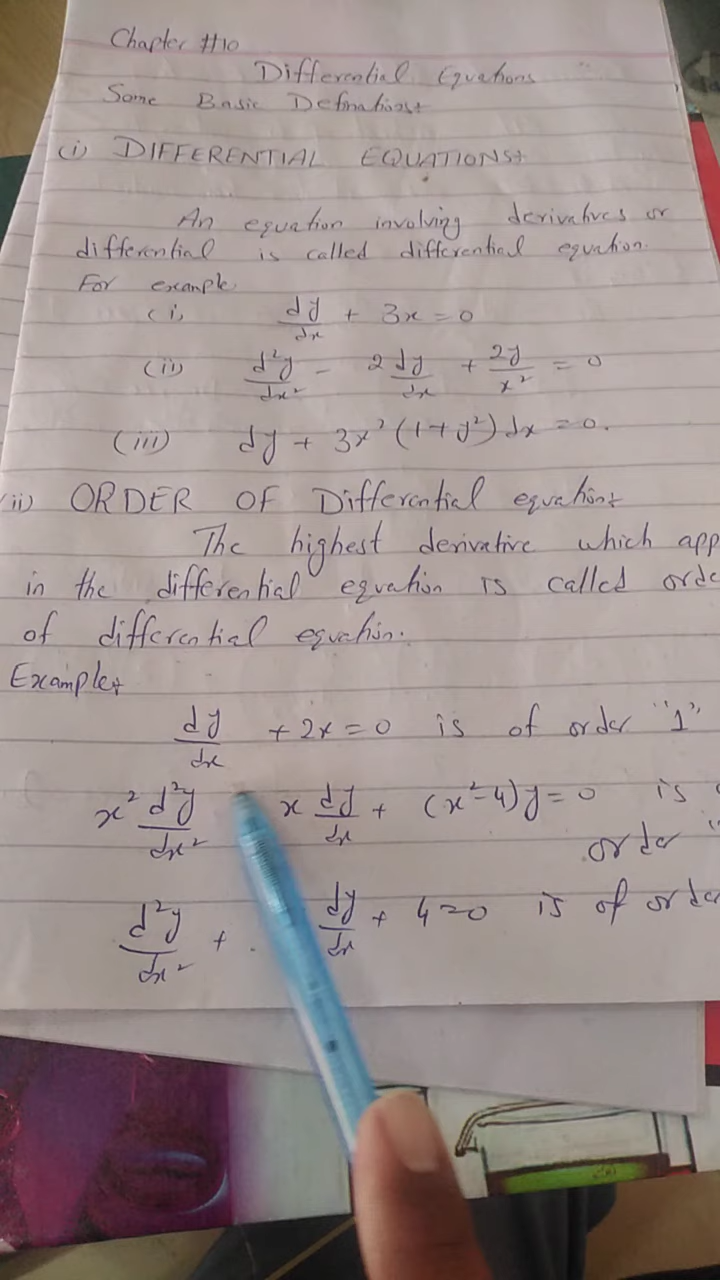 Chapter #10
Differential Equations
Some Basic Definations:
(i) DIFFERENTIAL EQUATIONS:
An equation involving derivatives or
differential is called differential equation.
For example
(i) dy/dx + 3x = 0
(ii) d²y/dx² - 2 dy/dx + 2y/x² = 0
(iii) dy + 3x²(1+y²)dx = 0.
ii) ORDER OF Differential equation:
The highest derivative which app
in the differential equation is called orde
of differential equation.
Example:
dy/dx + 2x = 0 is of order "1"
x² d²y/dx² x dy/dx + (x²-4)y = 0 is
order "
d²y/dx² + dy/dx + 4 = 0 is of order